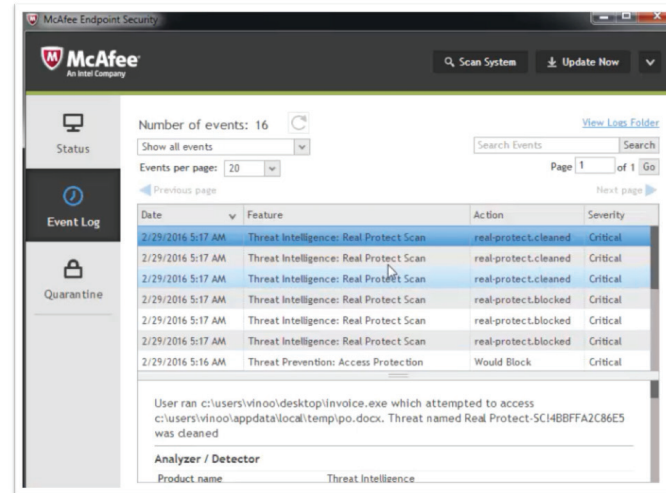 McAfee Endpoint Security
McAfee
An Intel Company
Scan System
Update Now
Status
Event Log
Quarantine
Number of events: 16
View Logs Folder
Show all events
Search Events
Search
Events per page: 20
Page 1 of 1 Go
Previous page
Next page
Date Feature Action Severity
2/29/2016 5:17 AM Threat Intelligence: Real Protect Scan real-protect.cleaned Critical
2/29/2016 5:17 AM Threat Intelligence: Real Protect Scan real-protect.cleaned Critical
2/29/2016 5:17 AM Threat Intelligence: Real Protect Scan real-protect.cleaned Critical
2/29/2016 5:17 AM Threat Intelligence: Real Protect Scan real-protect.blocked Critical
2/29/2016 5:17 AM Threat Intelligence: Real Protect Scan real-protect.blocked Critical
2/29/2016 5:17 AM Threat Intelligence: Real Protect Scan real-protect.blocked Critical
2/29/2016 5:16 AM Threat Prevention: Access Protection Would Block Critical
User ran c:\users\vinoo\desktop\invoice.exe which attempted to access
c:\users\vinoo\appdata\local\temp\po.docx. Threat named Real Protect-SCI4BBFFA2C86E5
was cleaned
Analyzer / Detector
Product name Threat Intelligence